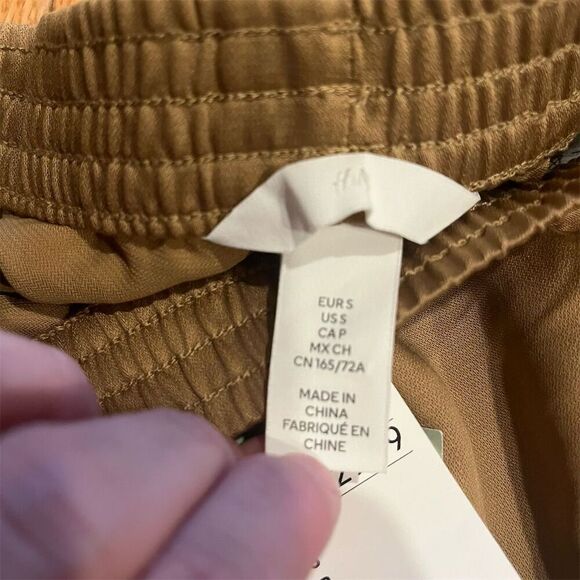 H&M
EUR S
US S
CA P
MX CH
CN 165/72A
MADE IN
CHINA
FABRIQUÉ EN
CHINE